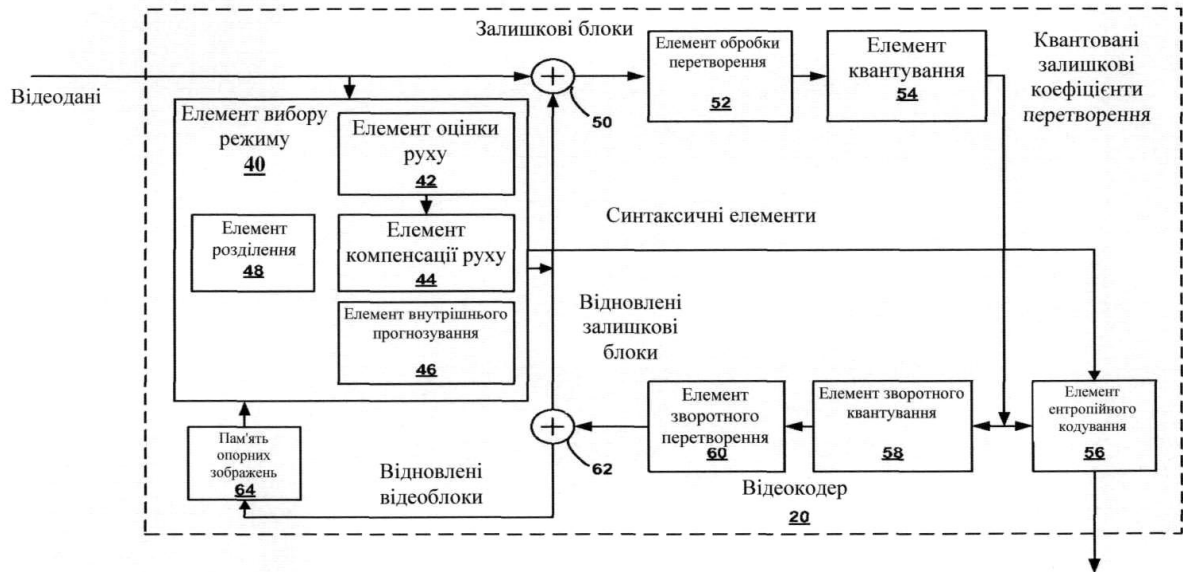 Залишкові блоки
Відеодані
50
Елемент обробки
перетворення
52
Елемент
квантування
54
Квантовані
залишкові
коефіцієнти
перетворення
Елемент вибору
режиму
40
Елемент оцінки
руху
42
Елемент
розділення
48
Елемент
компенсації руху
44
Елемент внутрішнього
прогнозування
46
Синтаксичні елементи
Відновлені
залишкові
блоки
Пам'ять
опорних
зображень
64
Відновлені
відеоблоки
62
Елемент
зворотного
перетворення
60
Елемент зворотного
квантування
58
Елемент
ентропійного
кодування
56
Відеокодер
20